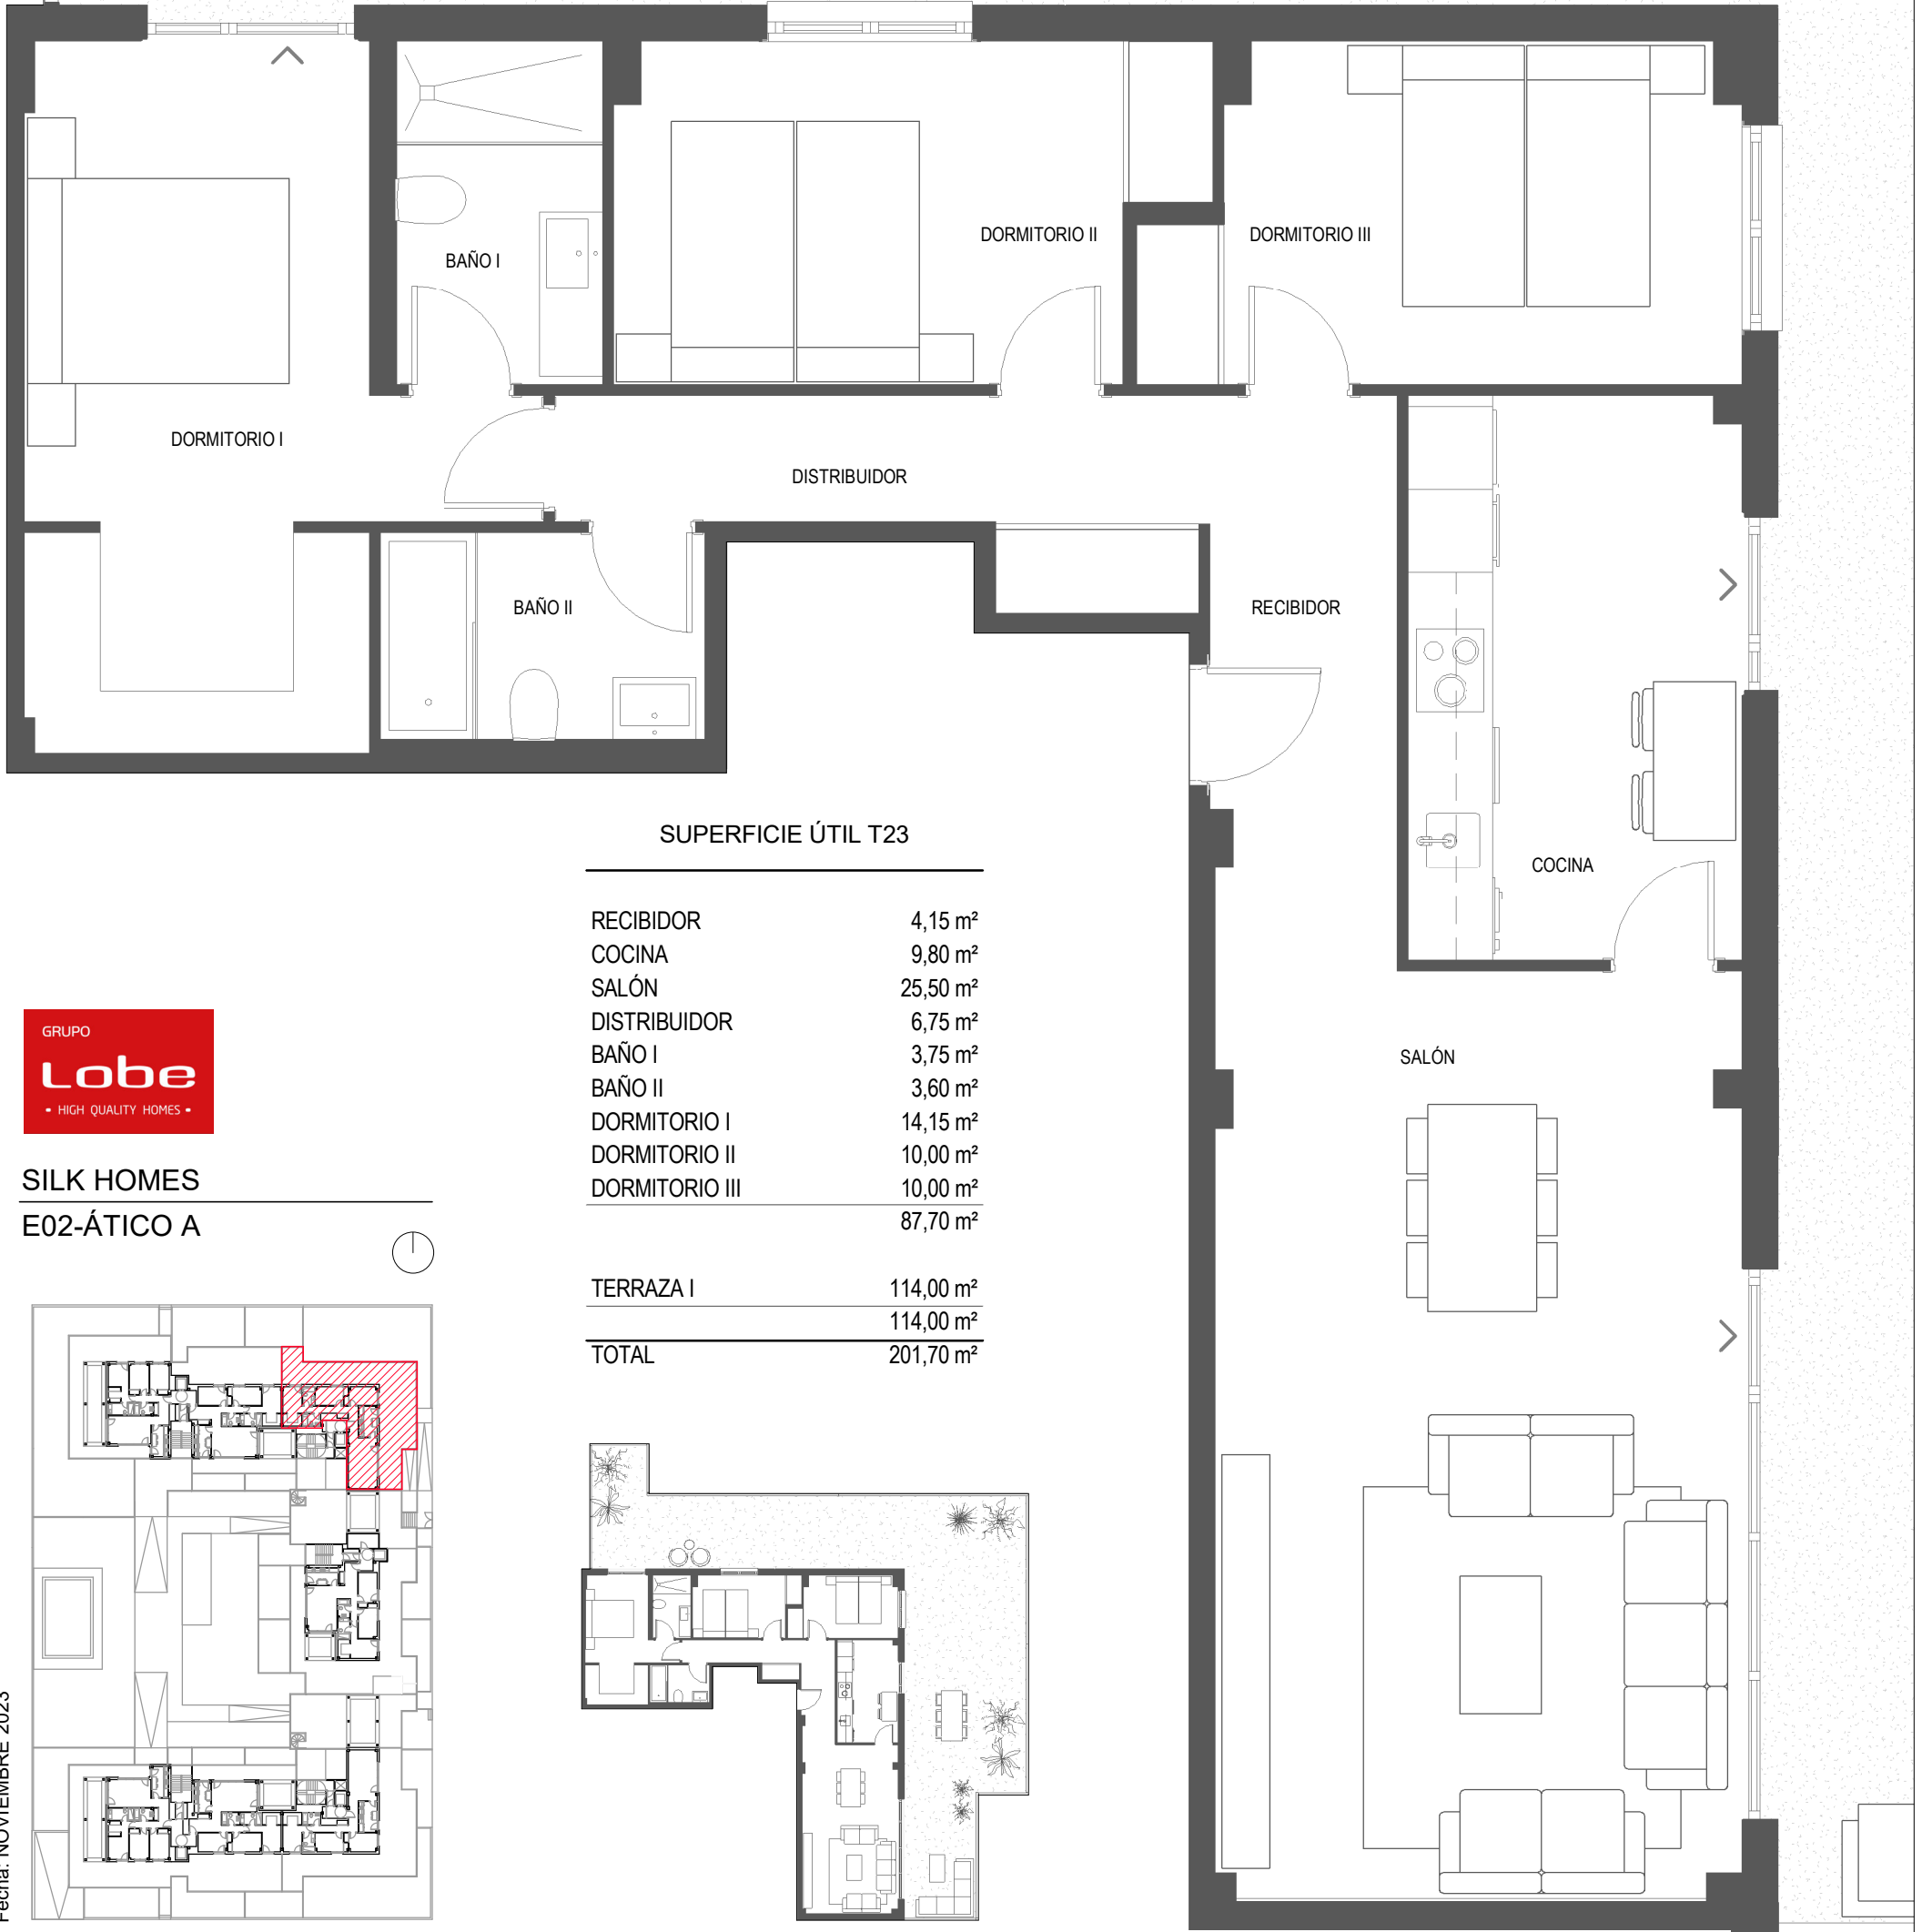 BAÑO I
DORMITORIO II
DORMITORIO III
DORMITORIO I
DISTRIBUIDOR
BAÑO II
RECIBIDOR
COCINA
SALÓN
SUPERFICIE ÚTIL T23
RECIBIDOR 4,15 m²
COCINA 9,80 m²
SALÓN 25,50 m²
DISTRIBUIDOR 6,75 m²
BAÑO I 3,75 m²
BAÑO II 3,60 m²
DORMITORIO I 14,15 m²
DORMITORIO II 10,00 m²
DORMITORIO III 10,00 m²
87,70 m²
TERRAZA I 114,00 m²
114,00 m²
TOTAL 201,70 m²
GRUPO
Lobe
• HIGH QUALITY HOMES •
SILK HOMES
E02-ÁTICO A
Fecha: NOVIEMBRE 2023